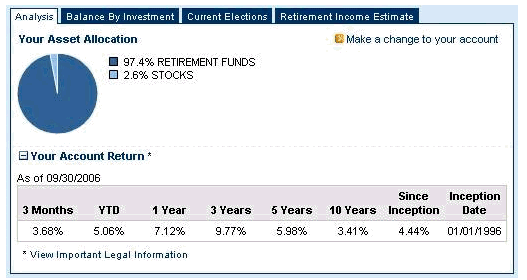 Analysis Balance By Investment Current Elections Retirement Income Estimate
Your Asset Allocation
Make a change to your account
97.4% RETIREMENT FUNDS
2.6% STOCKS
Your Account Return *
As of 09/30/2006
3 Months YTD 1 Year 3 Years 5 Years 10 Years Since Inception Inception Date
3.68% 5.06% 7.12% 9.77% 5.98% 3.41% 4.44% 01/01/1996
* View Important Legal Information